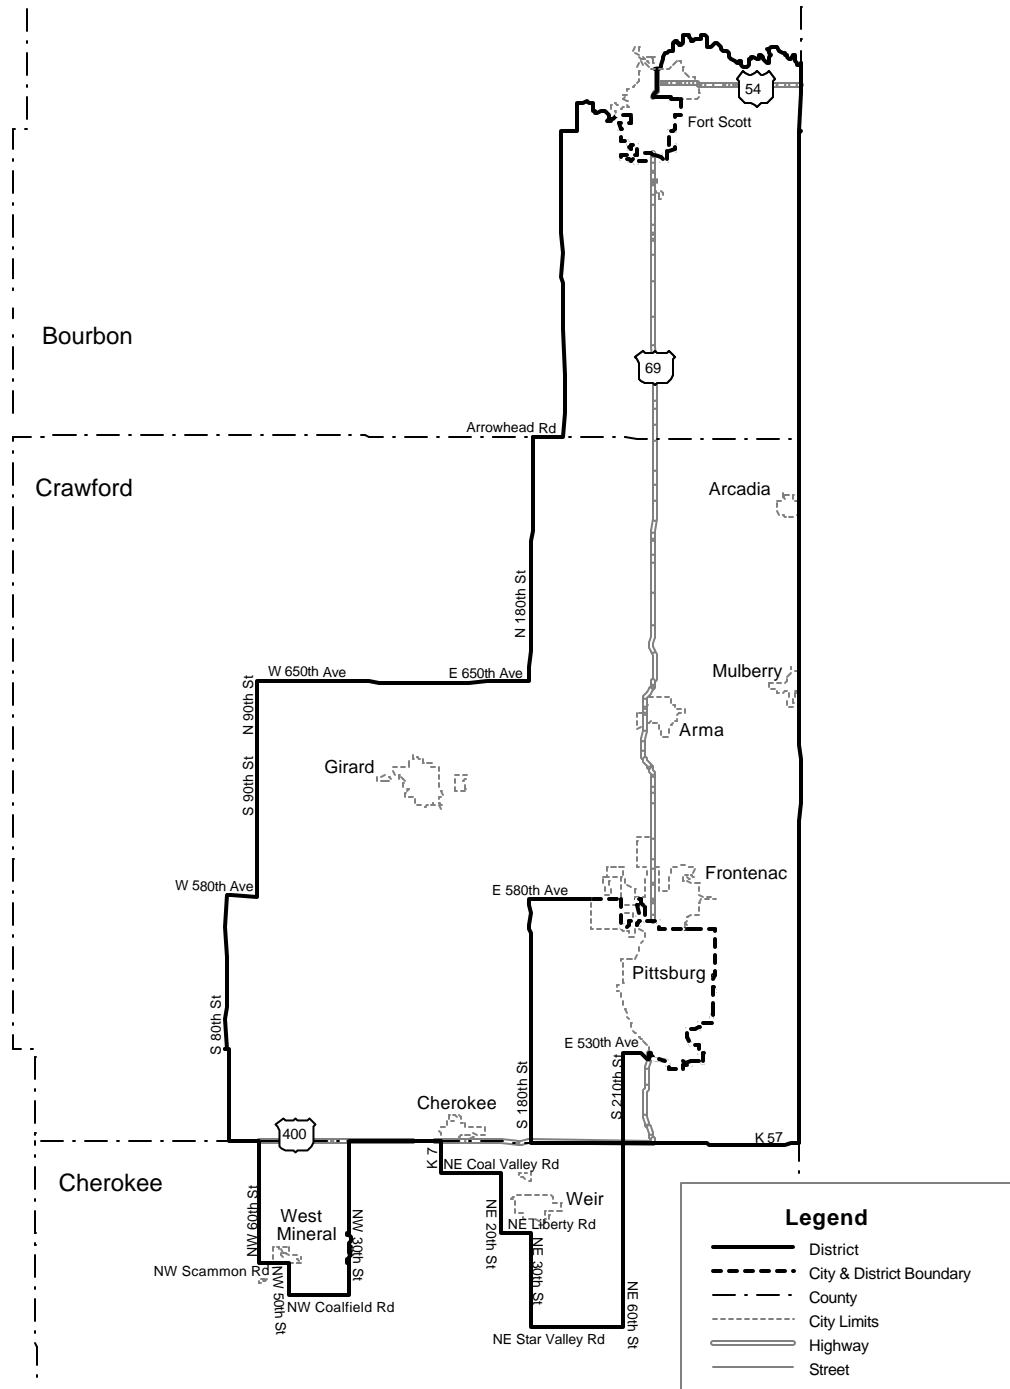 54
Fort Scott
Bourbon
69
Arrowhead Rd
Crawford
Arcadia
N 180th St
W 650th Ave
E 650th Ave
Mulberry
N 90th St
Arma
Girard
S 90th St
Frontenac
W 580th Ave
E 580th Ave
Pittsburg
S 80th St
E 530th Ave
S 180th St
S 210th St
Cherokee
400
K 57
K 7
NE Coal Valley Rd
Cherokee
NW 60th St
West
Mineral
NW 30th St
NE 20th St
Weir
NE Liberty Rd
NW Scammon Rd
NW 50th St
NE 30th St
NW Coalfield Rd
NE 60th St
NE Star Valley Rd
Legend
District
City & District Boundary
County
City Limits
Highway
Street